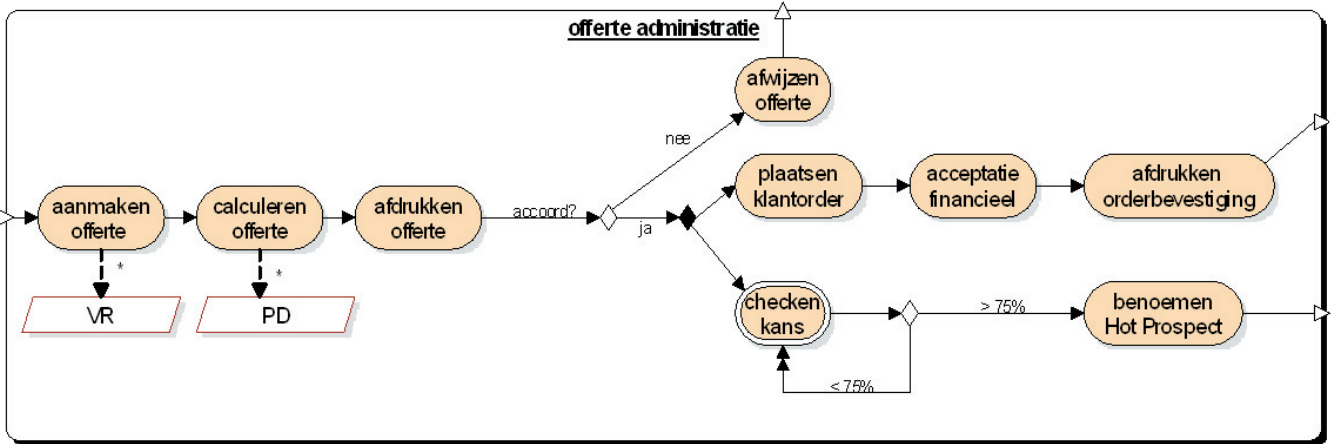 offerte administratie
afwijzen
offerte
nee
plaatsen
klantorder
acceptatie
financieel
afdrukken
orderbevestiging
aanmaken
offerte
calculeren
offerte
afdrukken
offerte
accoord?
ja
*
*
VR
PD
checken
kans
> 75%
benoemen
Hot Prospect
< 75%